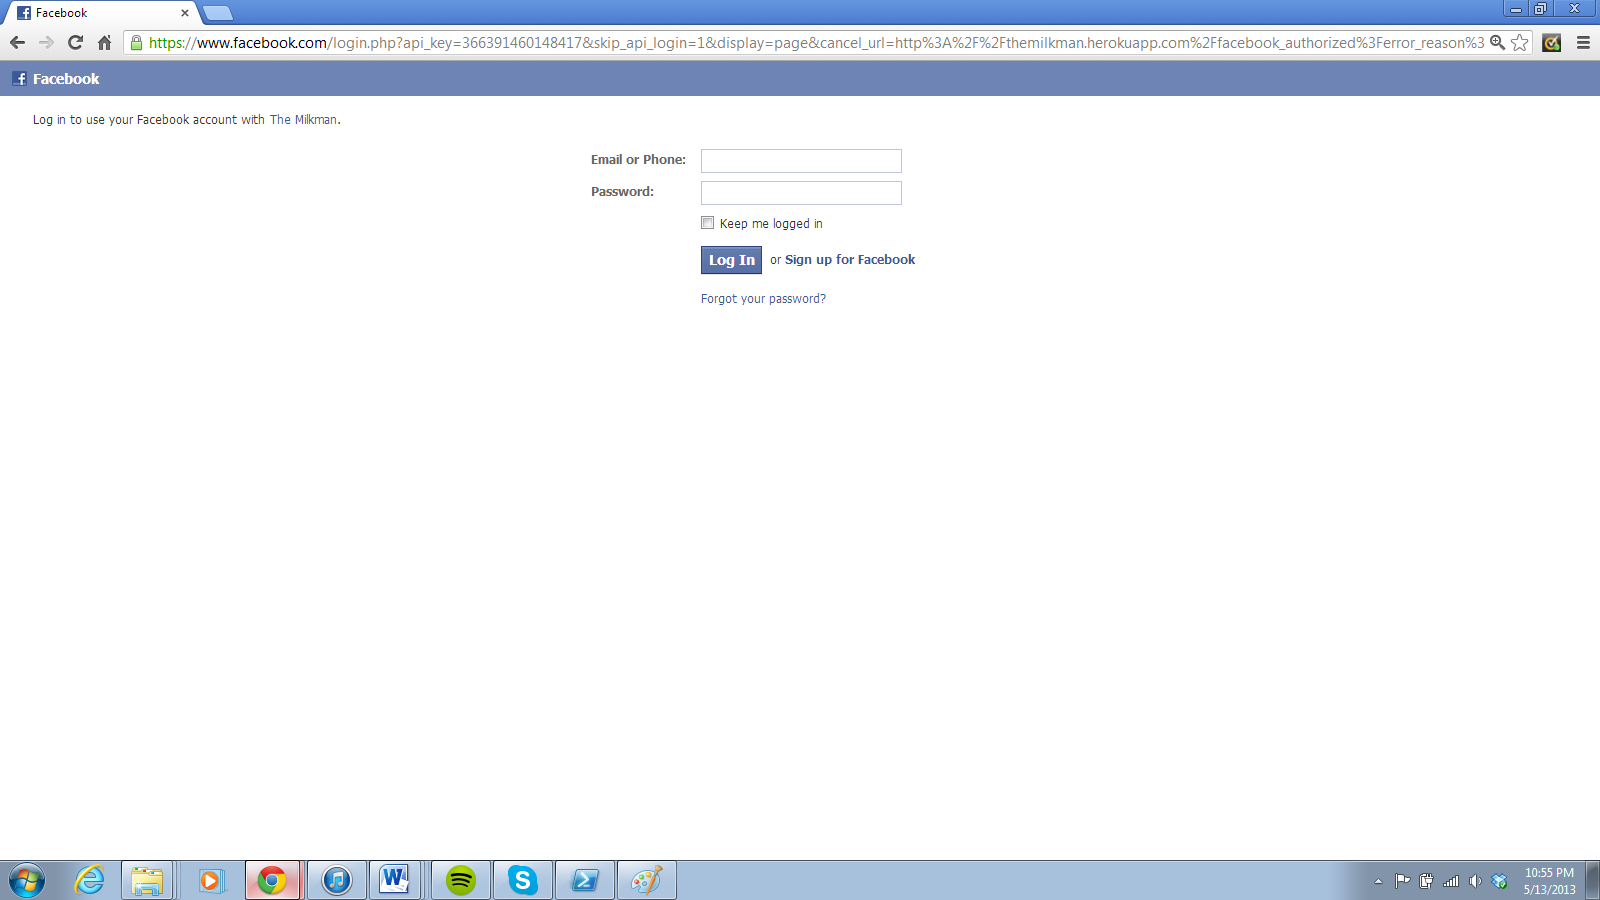 Facebook
https://www.facebook.com/login.php?api_key=366391460148417&skip_api_login=1&display=page&cancel_url=http%3A%2F%2Fthemilkman.herokuapp.com%2Ffacebook_authorized%3Ferror_reason%3
Facebook
Log in to use your Facebook account with The Milkman.
Email or Phone:
Password:
Keep me logged in
Log In or Sign up for Facebook
Forgot your password?
10:55 PM
5/13/2013